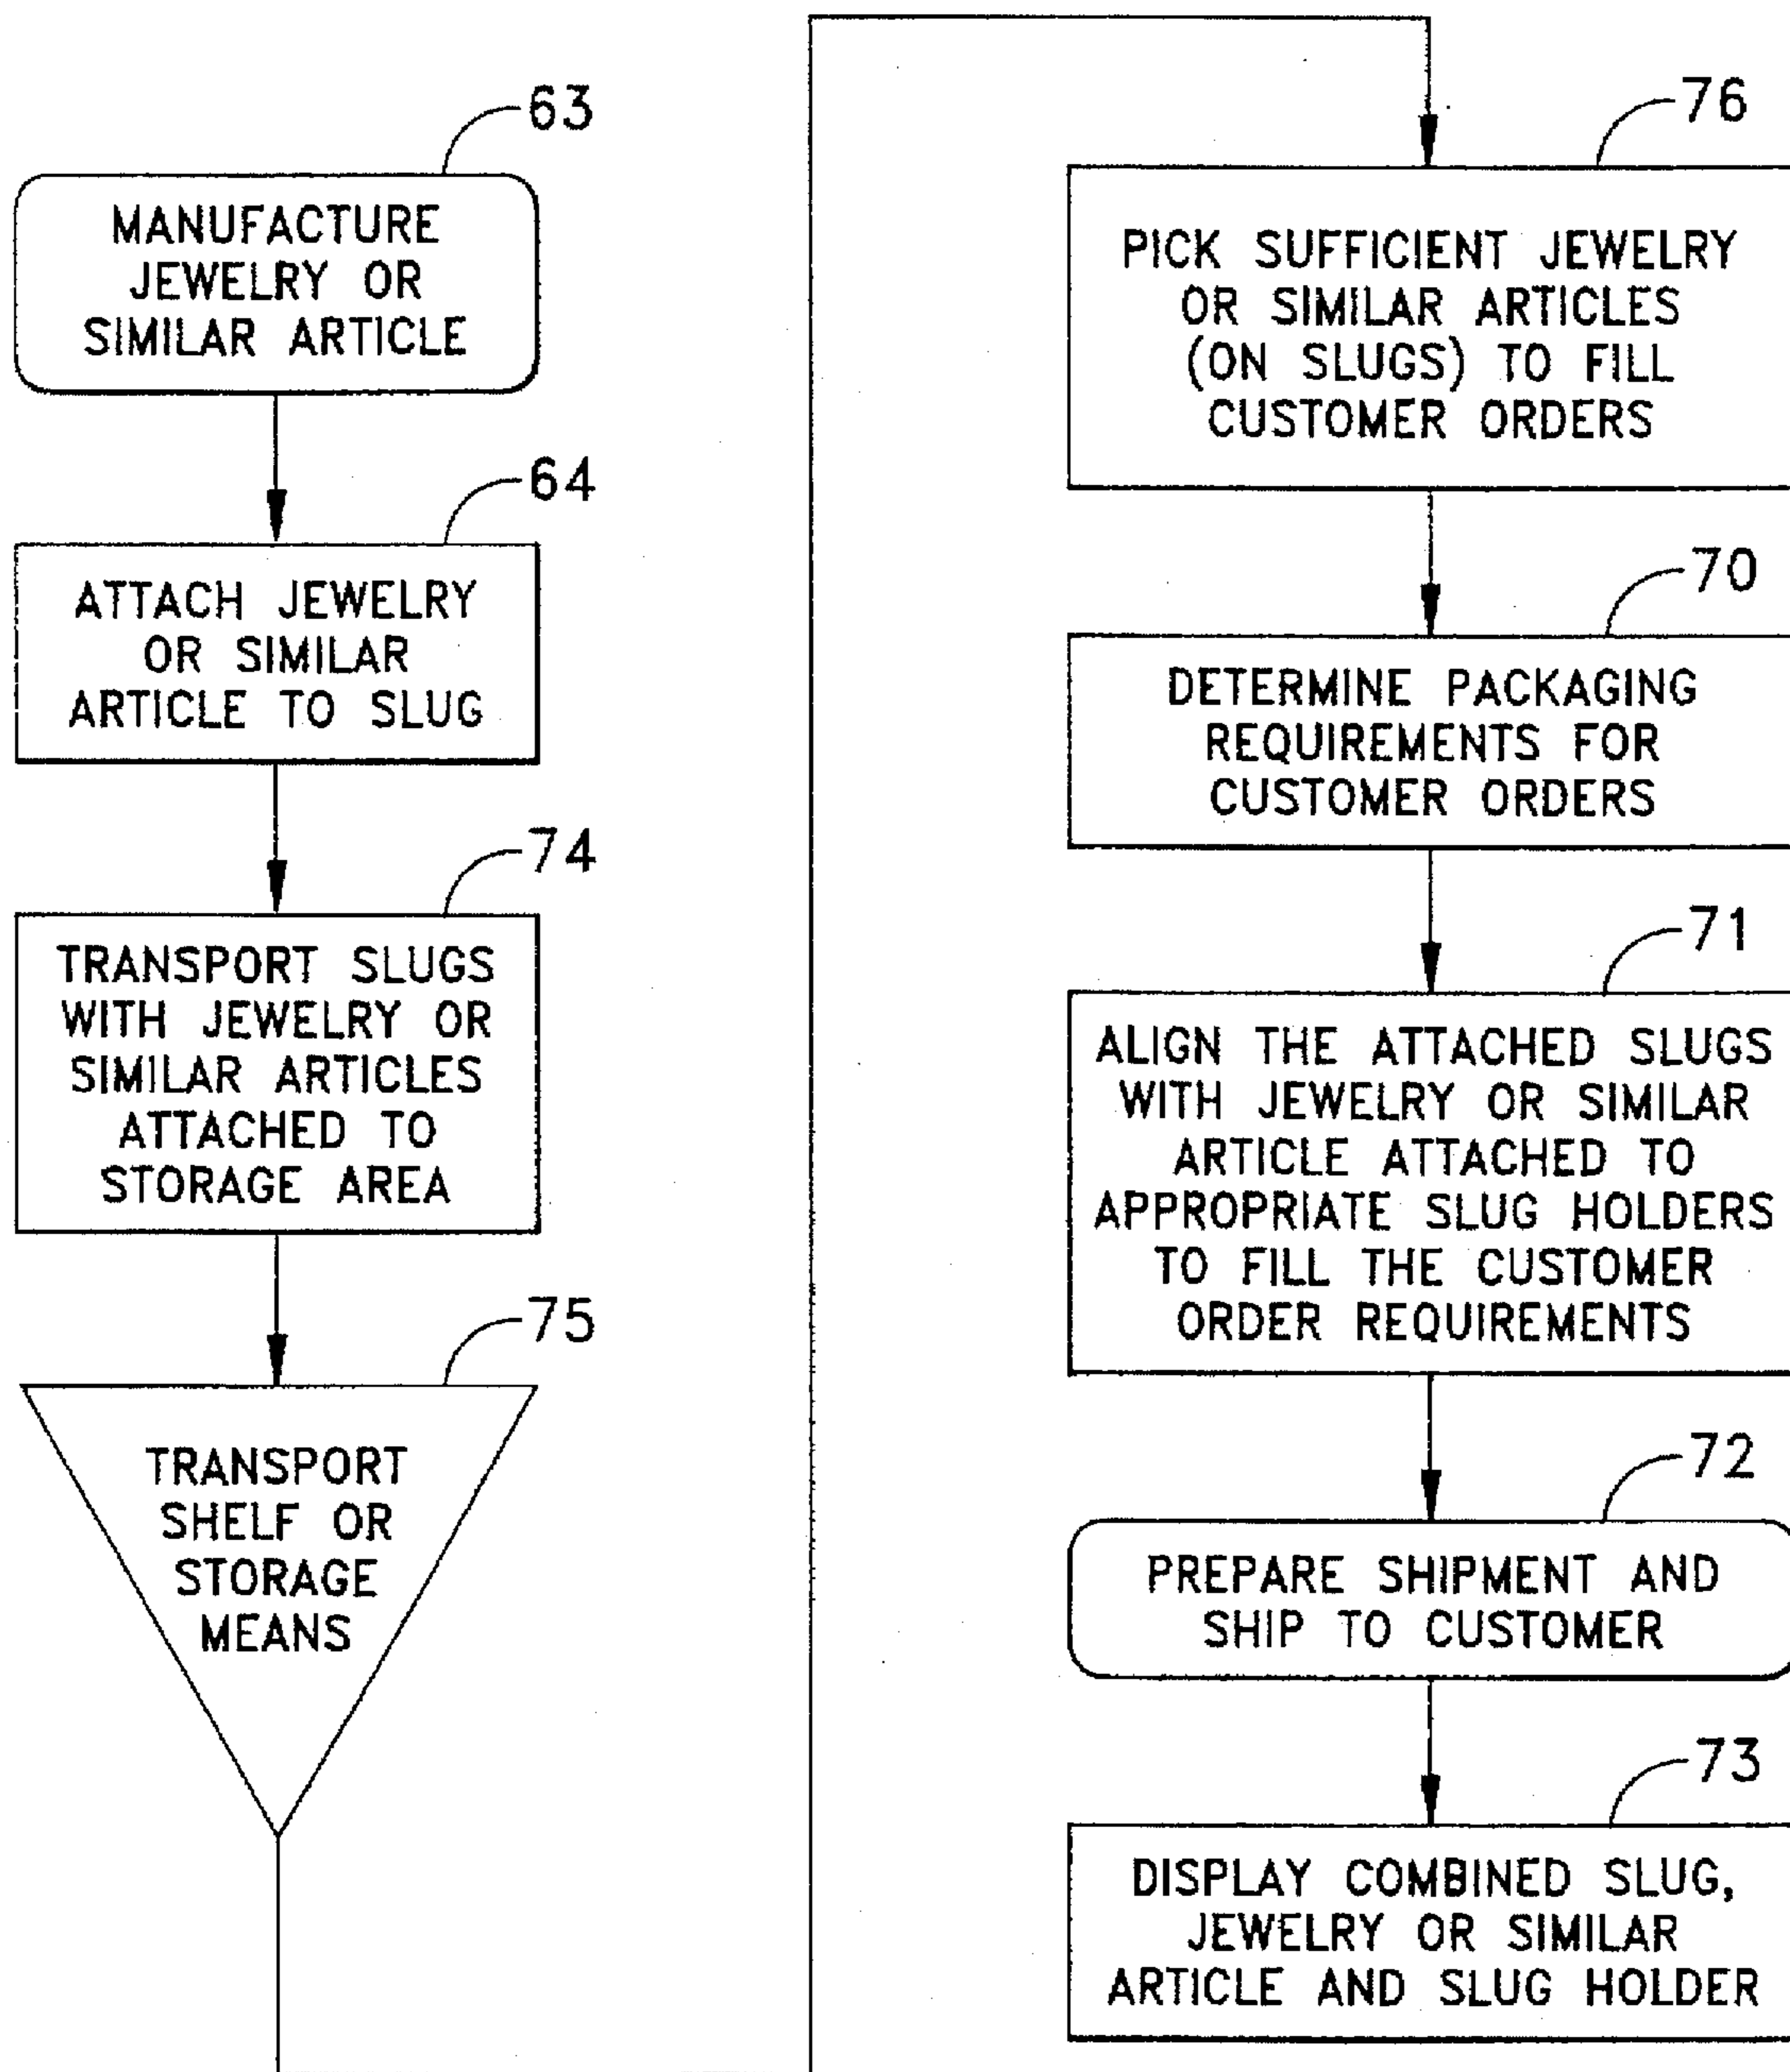 63
MANUFACTURE
JEWELRY OR
SIMILAR ARTICLE
64
ATTACH JEWELRY
OR SIMILAR
ARTICLE TO SLUG
74
TRANSPORT SLUGS
WITH JEWELRY OR
SIMILAR ARTICLES
ATTACHED TO
STORAGE AREA
75
TRANSPORT
SHELF OR
STORAGE
MEANS
76
PICK SUFFICIENT JEWELRY
OR SIMILAR ARTICLES
(ON SLUGS) TO FILL
CUSTOMER ORDERS
70
DETERMINE PACKAGING
REQUIREMENTS FOR
CUSTOMER ORDERS
71
ALIGN THE ATTACHED SLUGS
WITH JEWELRY OR SIMILAR
ARTICLE ATTACHED TO
APPROPRIATE SLUG HOLDERS
TO FILL THE CUSTOMER
ORDER REQUIREMENTS
72
PREPARE SHIPMENT AND
SHIP TO CUSTOMER
73
DISPLAY COMBINED SLUG,
JEWELRY OR SIMILAR
ARTICLE AND SLUG HOLDER